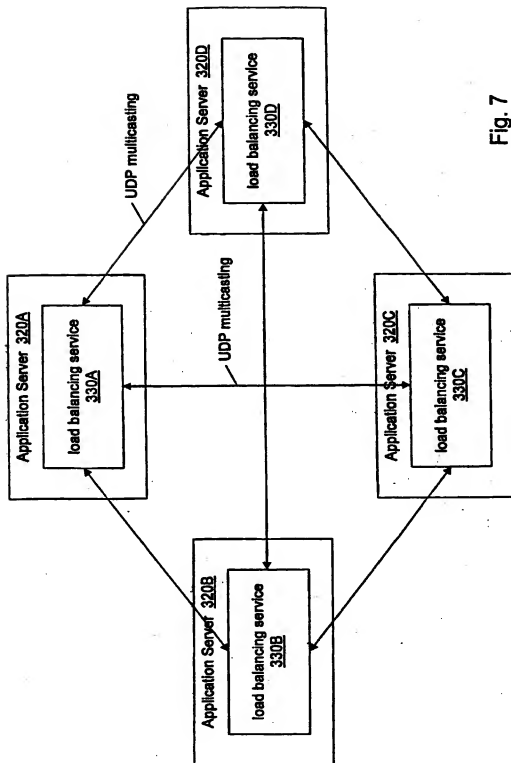 Application Server 320A
load balancing service
330A
UDP multicasting
Application Server 320B
load balancing service
330B
UDP multicasting
Application Server 320D
load balancing service
330D
Application Server 320C
load balancing service
330C
Fig. 7